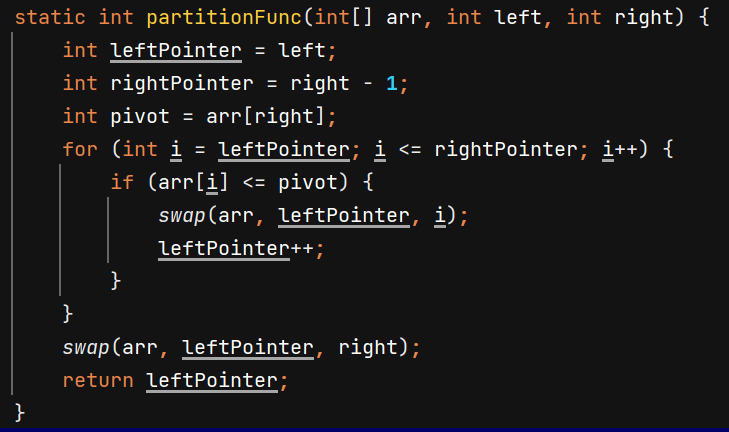 static int partitionFunc(int[] arr, int left, int right) {
    int leftPointer = left;
    int rightPointer = right - 1;
    int pivot = arr[right];
    for (int i = leftPointer; i <= rightPointer; i++) {
        if (arr[i] <= pivot) {
            swap(arr, leftPointer, i);
            leftPointer++;
        }
    }
    swap(arr, leftPointer, right);
    return leftPointer;
}